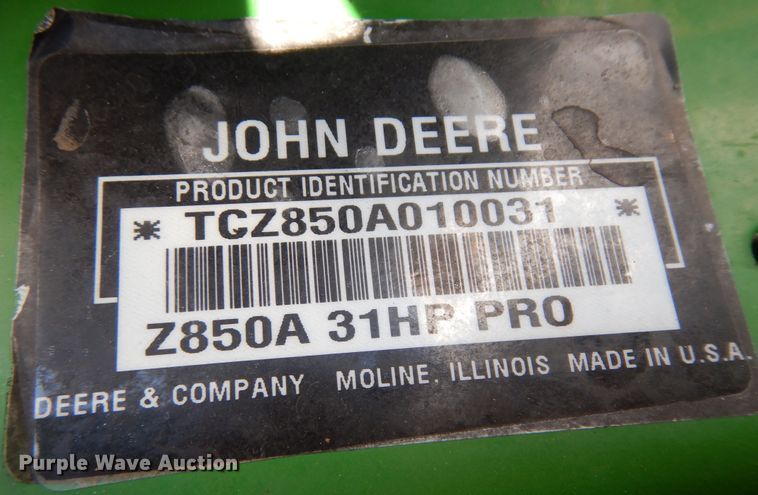 JOHN DEERE
PRODUCT IDENTIFICATION NUMBER
* TCZ850A010031 *
Z850A 31HP PRO
DEERE & COMPANY MOLINE, ILLINOIS MADE IN U.S.A.
Purple Wave Auction